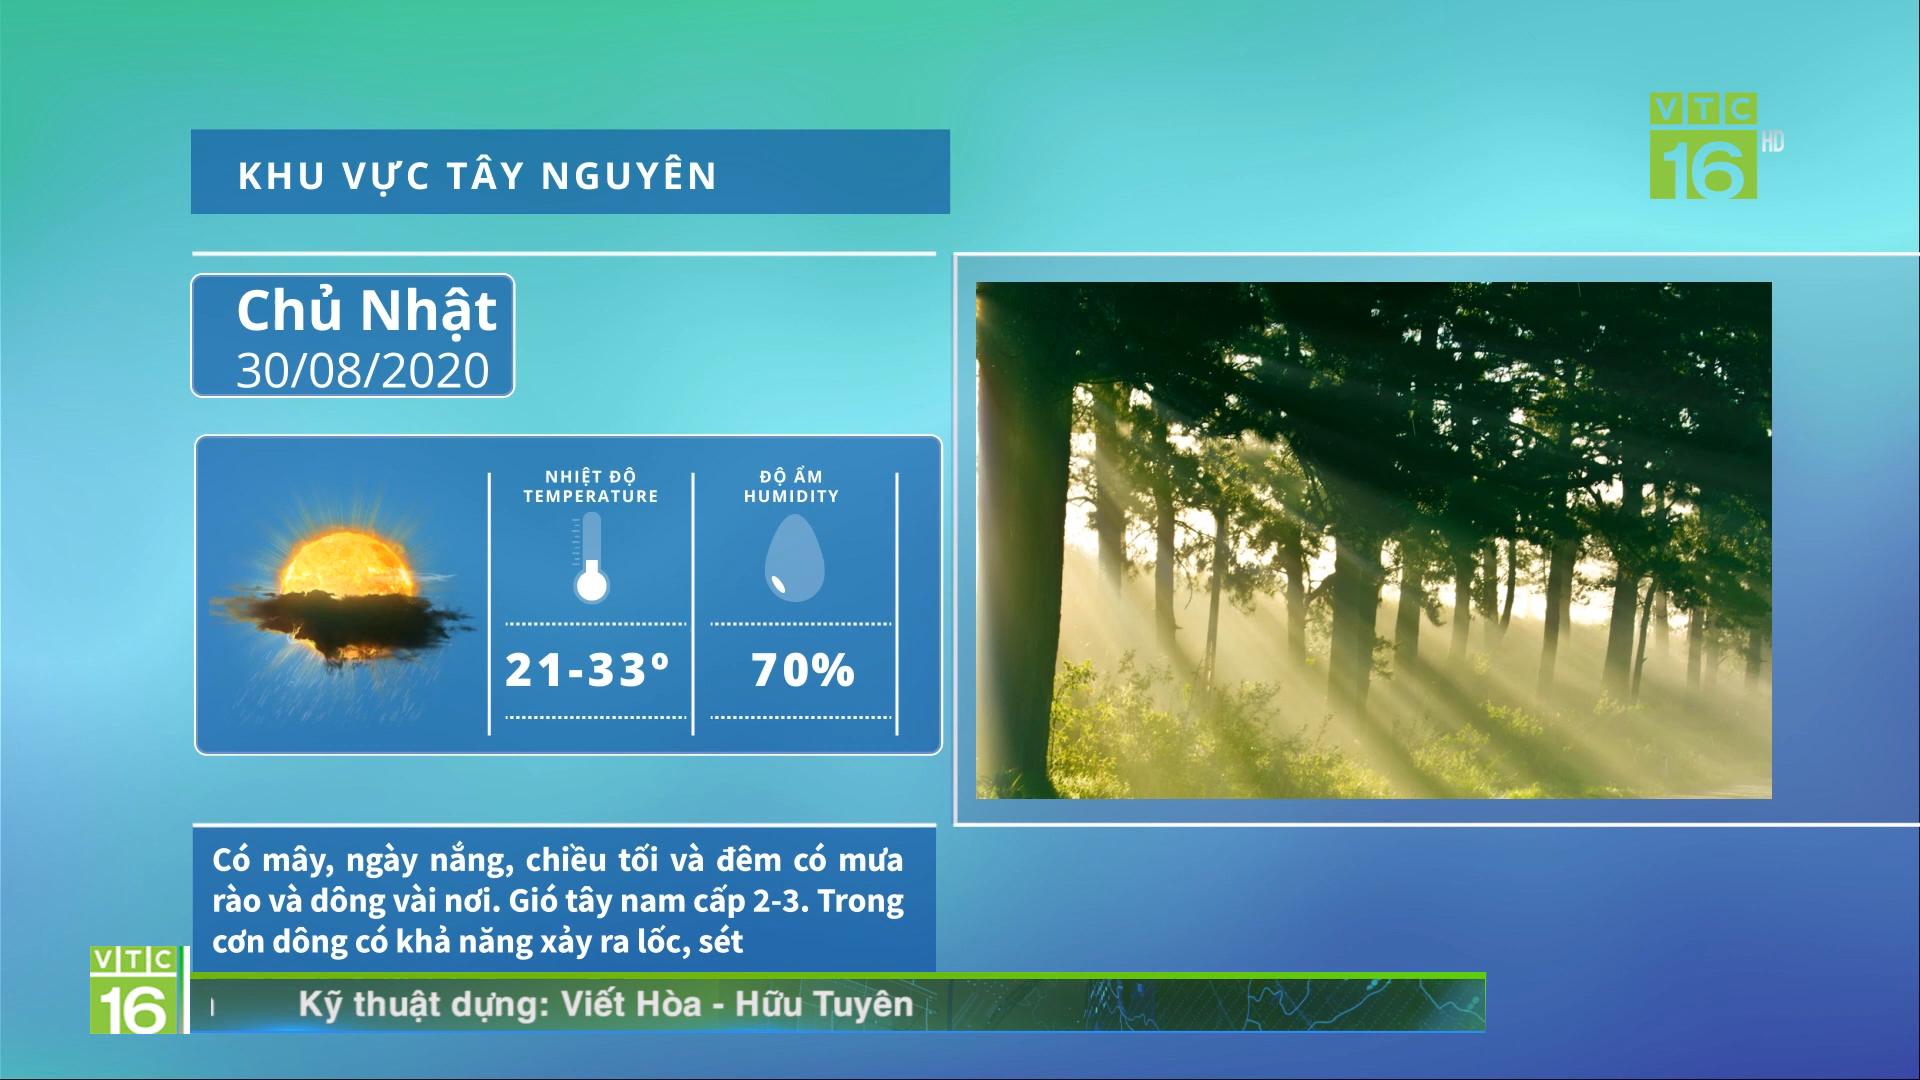 KHU VỰC TÂY NGUYÊN
VTC
16 HD
Chủ Nhật
30/08/2020
NHIỆT ĐỘ
TEMPERATURE
21-33º
ĐỘ ẨM
HUMIDITY
70%
Có mây, ngày nắng, chiều tối và đêm có mưa
rào và dông vài nơi. Gió tây nam cấp 2-3. Trong
cơn dông có khả năng xảy ra lốc, sét
VTC
16
Kỹ thuật dựng: Viết Hòa - Hữu Tuyên